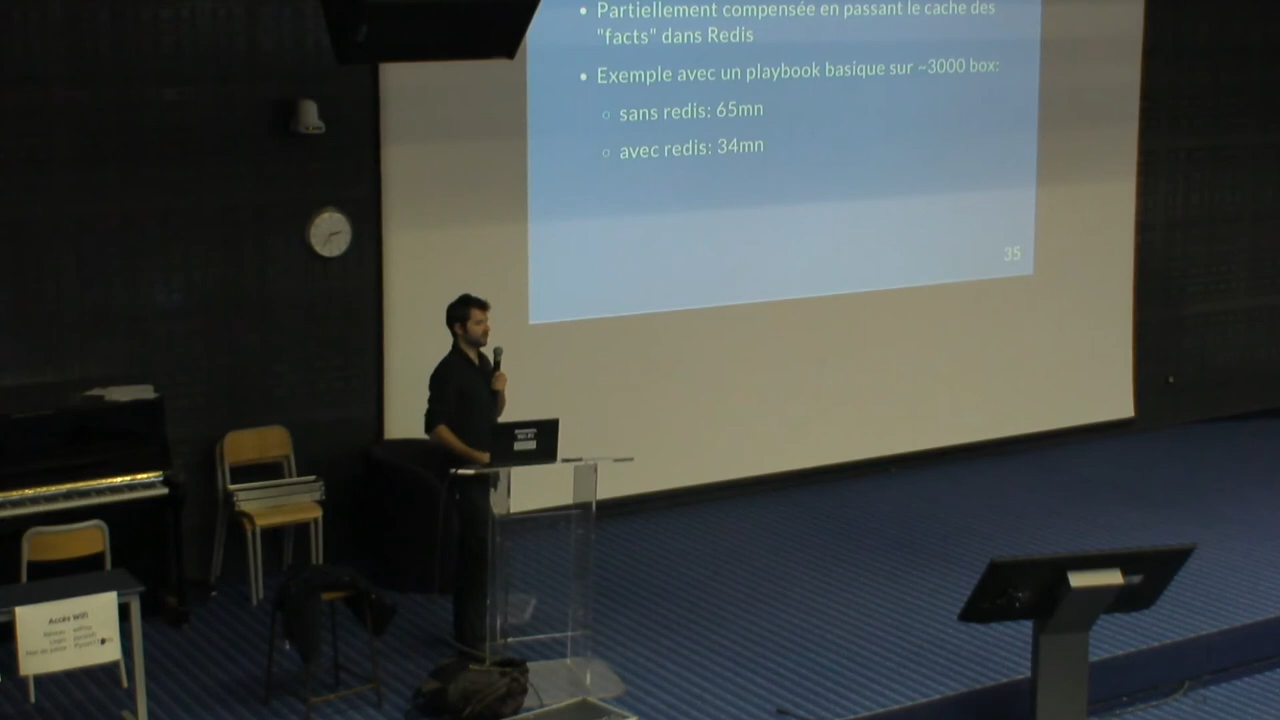 • Partiellement compensée en passant le cache des
"facts" dans Redis
• Exemple avec un playbook basique sur ~3000 box:
○ sans redis: 65mn
○ avec redis: 34mn
35
Accès Wifi